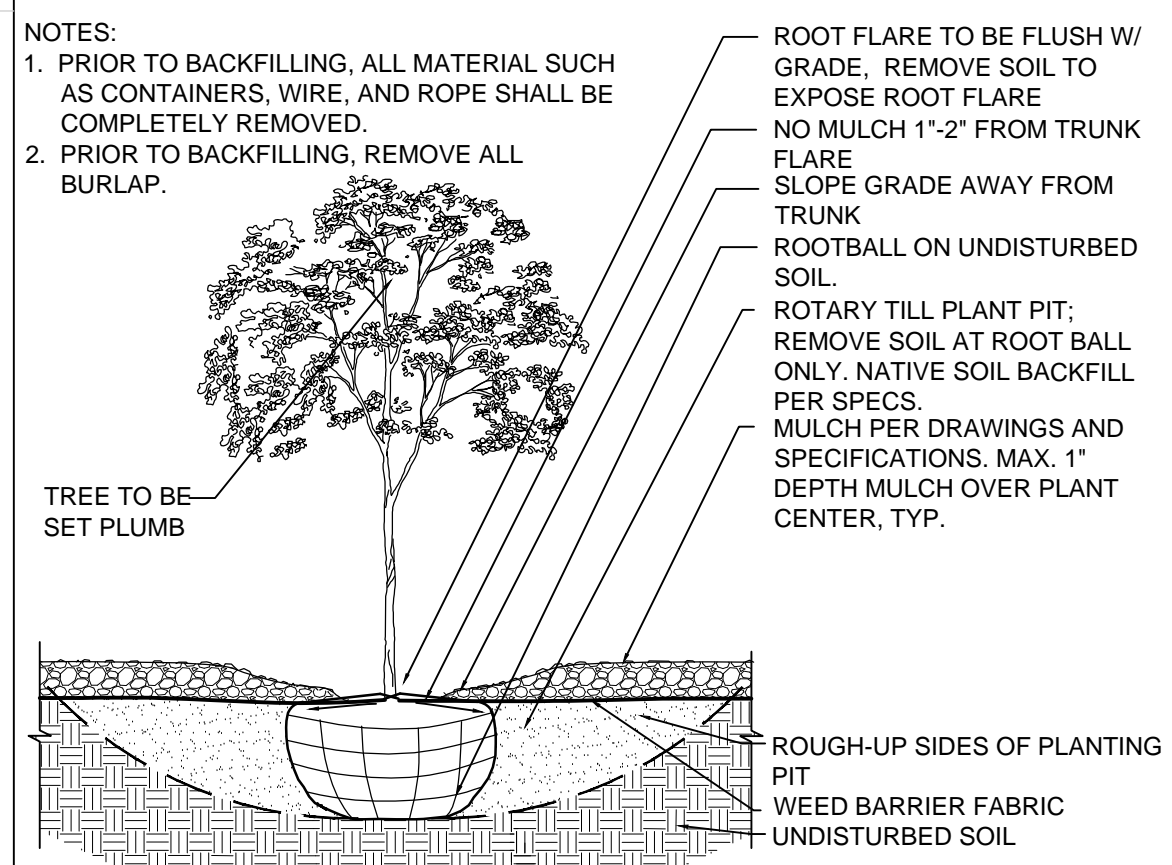 NOTES:
1. PRIOR TO BACKFILLING, ALL MATERIAL SUCH
AS CONTAINERS, WIRE, AND ROPE SHALL BE
COMPLETELY REMOVED.
2. PRIOR TO BACKFILLING, REMOVE ALL
BURLAP.
TREE TO BE
SET PLUMB
ROOT FLARE TO BE FLUSH W/
GRADE, REMOVE SOIL TO
EXPOSE ROOT FLARE
NO MULCH 1"-2" FROM TRUNK
FLARE
SLOPE GRADE AWAY FROM
TRUNK
ROOTBALL ON UNDISTURBED
SOIL.
ROTARY TILL PLANT PIT;
REMOVE SOIL AT ROOT BALL
ONLY. NATIVE SOIL BACKFILL
PER SPECS.
MULCH PER DRAWINGS AND
SPECIFICATIONS. MAX. 1"
DEPTH MULCH OVER PLANT
CENTER, TYP.
ROUGH-UP SIDES OF PLANTING
PIT
WEED BARRIER FABRIC
UNDISTURBED SOIL